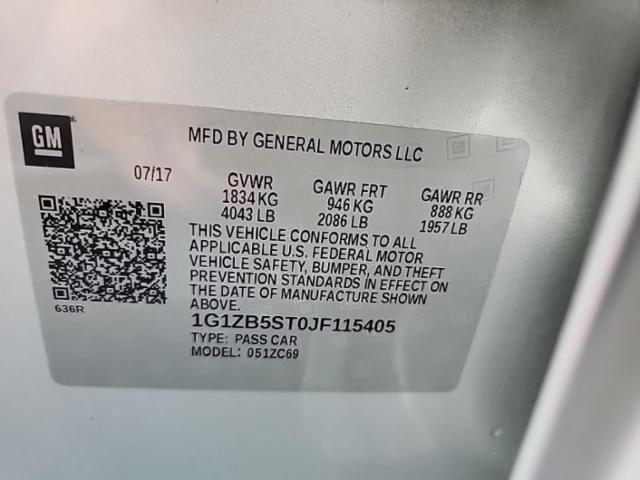 GM
MFD BY GENERAL MOTORS LLC
07/17
GVWR GAWR FRT GAWR RR
1834 KG 946 KG 888 KG
4043 LB 2086 LB 1957 LB
THIS VEHICLE CONFORMS TO ALL
APPLICABLE U.S. FEDERAL MOTOR
VEHICLE SAFETY, BUMPER, AND THEFT
PREVENTION STANDARDS IN EFFECT ON
THE DATE OF MANUFACTURE SHOWN
ABOVE.
636R
1G1ZB5ST0JF115405
TYPE: PASS CAR
MODEL: 051ZC69